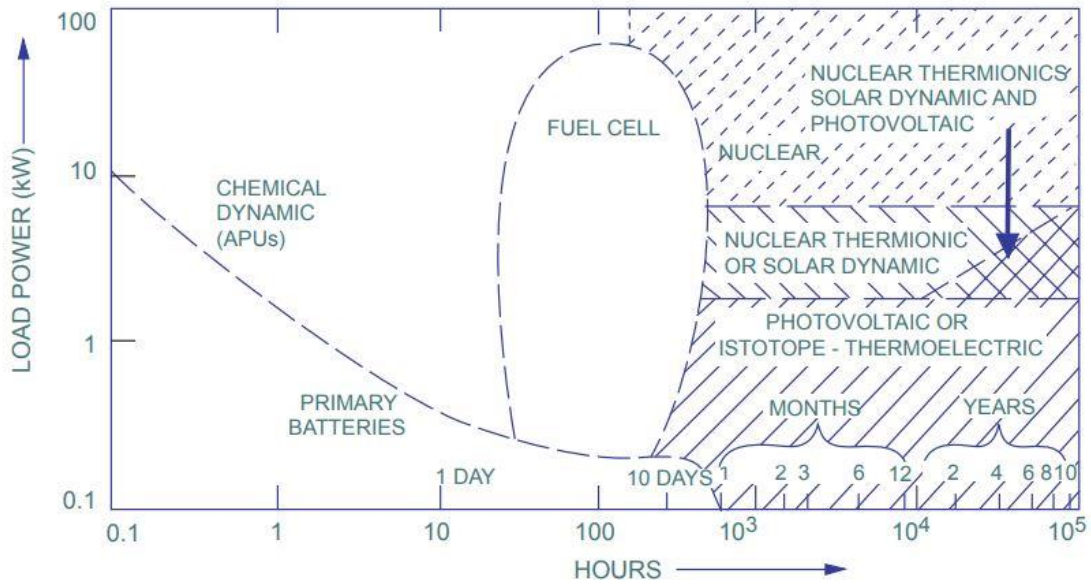 LOAD POWER (kW)
100
10
1
0.1
CHEMICAL
DYNAMIC
(APUs)
PRIMARY
BATTERIES
FUEL CELL
NUCLEAR THERMIONICS
SOLAR DYNAMIC AND
PHOTOVOLTAIC
NUCLEAR
NUCLEAR THERMIONIC
OR SOLAR DYNAMIC
PHOTOVOLTAIC OR
ISTOTOPE - THERMOELECTRIC
MONTHS
YEARS
1 DAY
10 DAYS
1 2 3 6 12 2 4 6 8 10
0.1 1 10 100 10³ 10⁴ 10⁵
HOURS